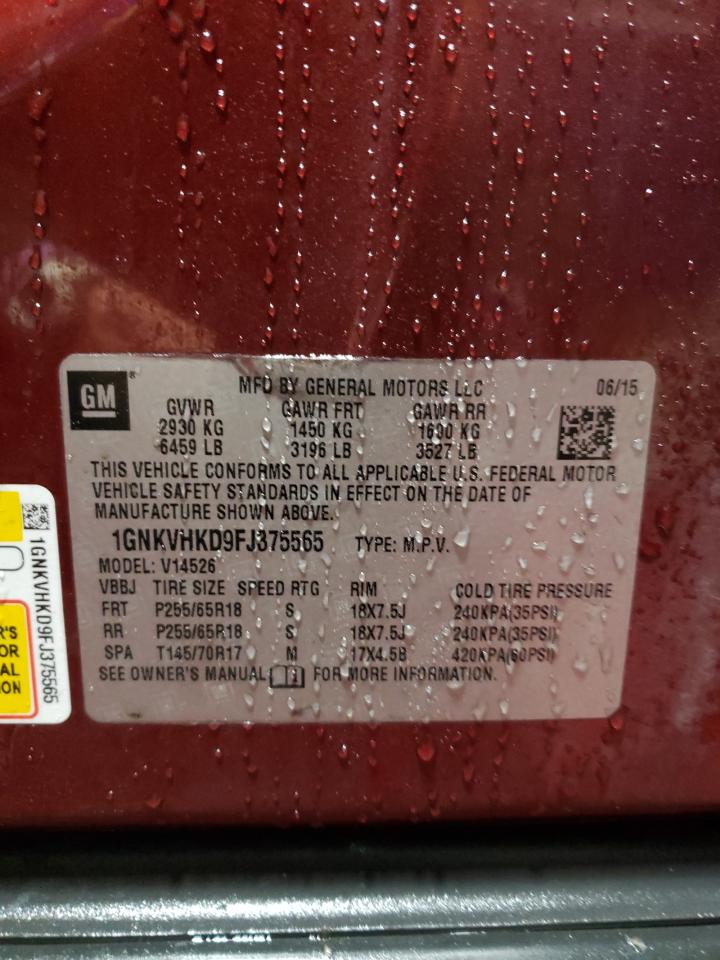 GM
MFD BY GENERAL MOTORS LLC 06/15
GVWR GAWR FRT GAWR RR
2930 KG 1450 KG 1600 KG
6459 LB 3196 LB 3527 LB
THIS VEHICLE CONFORMS TO ALL APPLICABLE U.S. FEDERAL MOTOR
VEHICLE SAFETY STANDARDS IN EFFECT ON THE DATE OF
MANUFACTURE SHOWN ABOVE.
1GNKVHKD9FJ375565 TYPE: M.P.V.
MODEL: V14526
VBBJ TIRE SIZE SPEED RTG RIM COLD TIRE PRESSURE
FRT P255/65R18 S 18X7.5J 240KPA(35PSI)
RR P255/65R18 S 18X7.5J 240KPA(35PSI)
SPA T145/70R17 M 17X4.5B 420KPA(60PSI)
SEE OWNER'S MANUAL FOR MORE INFORMATION.
1GNKVHKD9FJ375565
R'S
OR
AL
ON